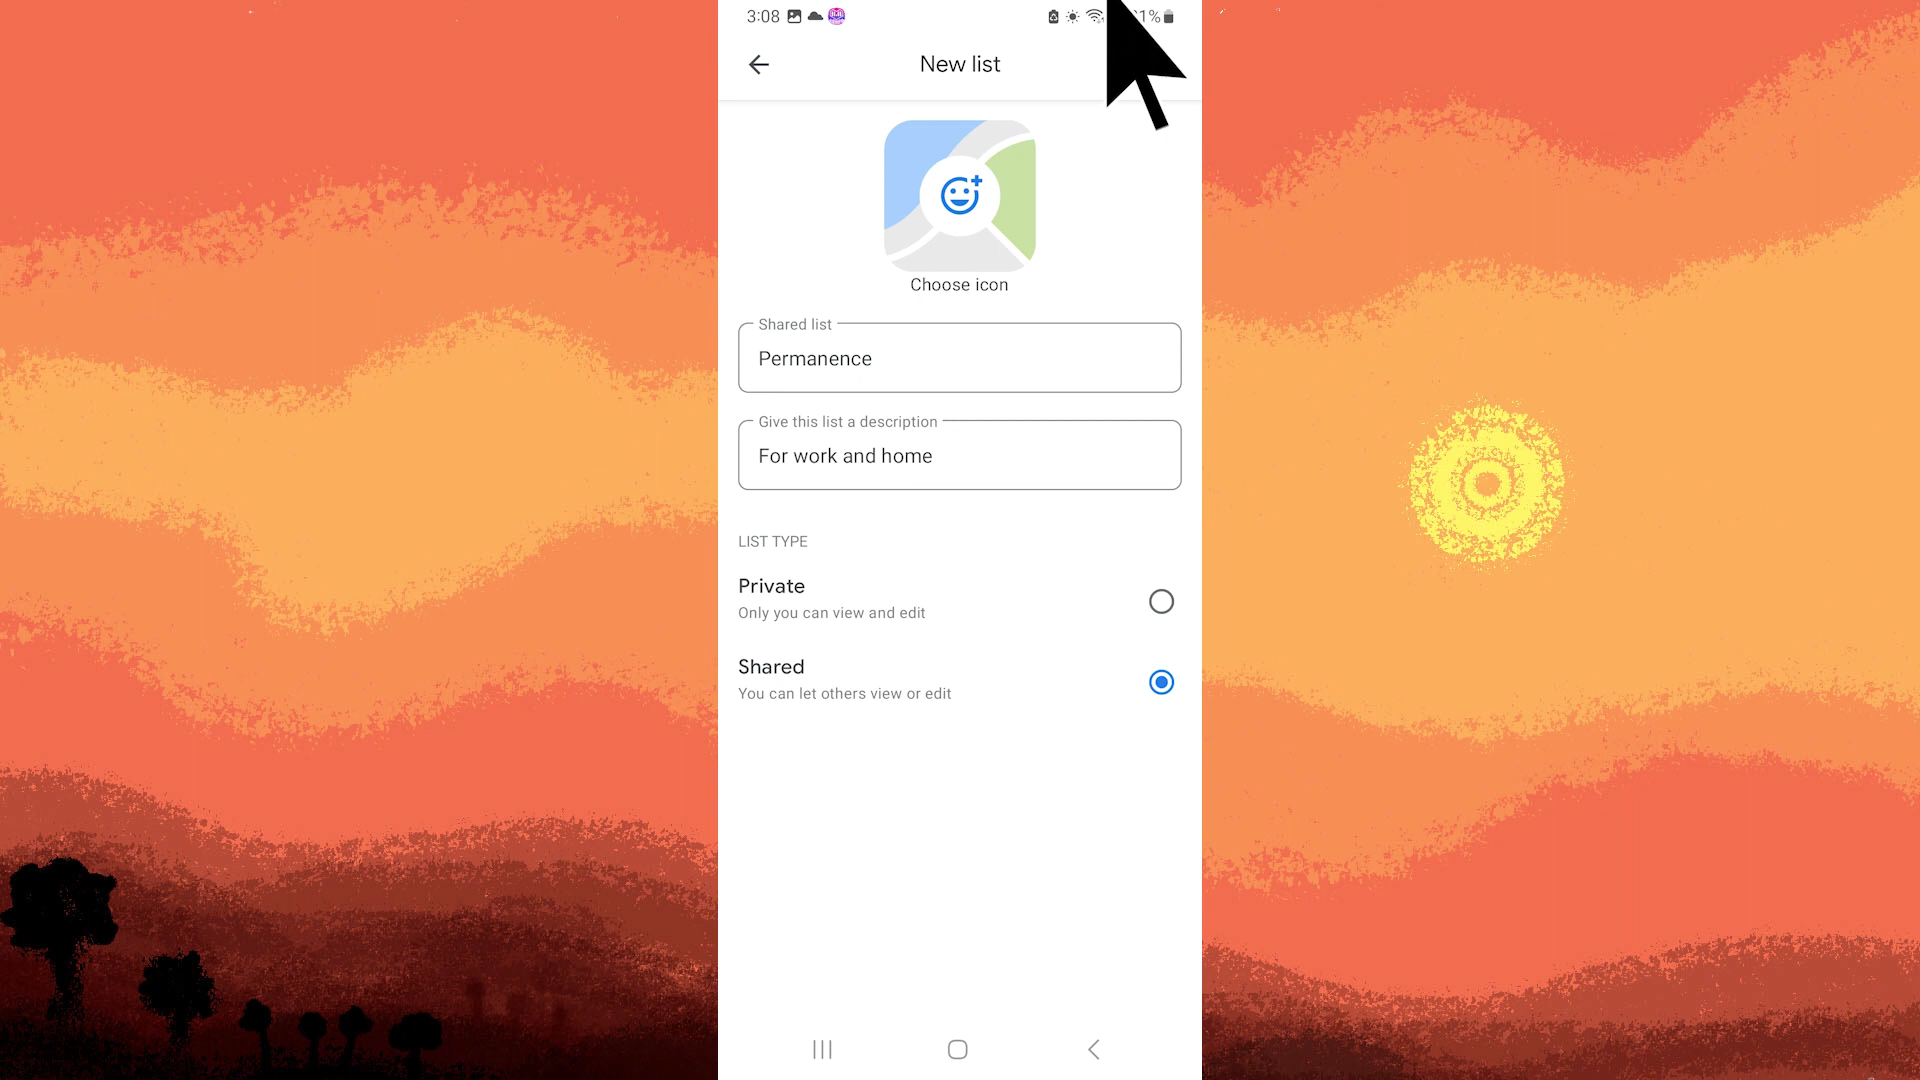 3:08
1%
New list
Choose icon
Shared list
Permanence
Give this list a description
For work and home
LIST TYPE
Private
Only you can view and edit
Shared
You can let others view or edit